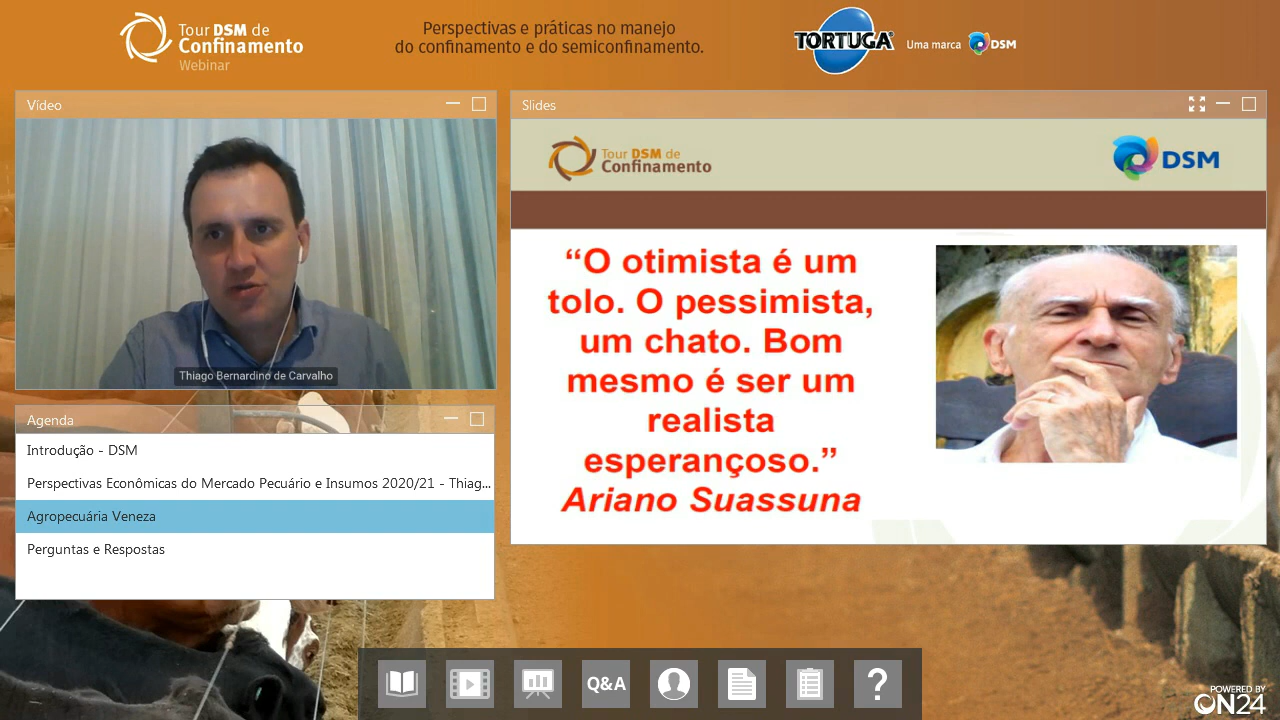 Tour DSM de
Confinamento
Webinar
Perspectivas e práticas no manejo
do confinamento e do semiconfinamento.
TORTUGA
Uma marca DSM
Vídeo
Thiago Bernardino de Carvalho
Agenda
Introdução - DSM
Perspectivas Econômicas do Mercado Pecuário e Insumos 2020/21 - Thiag...
Agropecuária Veneza
Perguntas e Respostas
Slides
Tour DSM de
Confinamento
DSM
“O otimista é um
tolo. O pessimista,
um chato. Bom
mesmo é ser um
realista
esperançoso.”
Ariano Suassuna
Q&A
?
POWERED BY
ON24